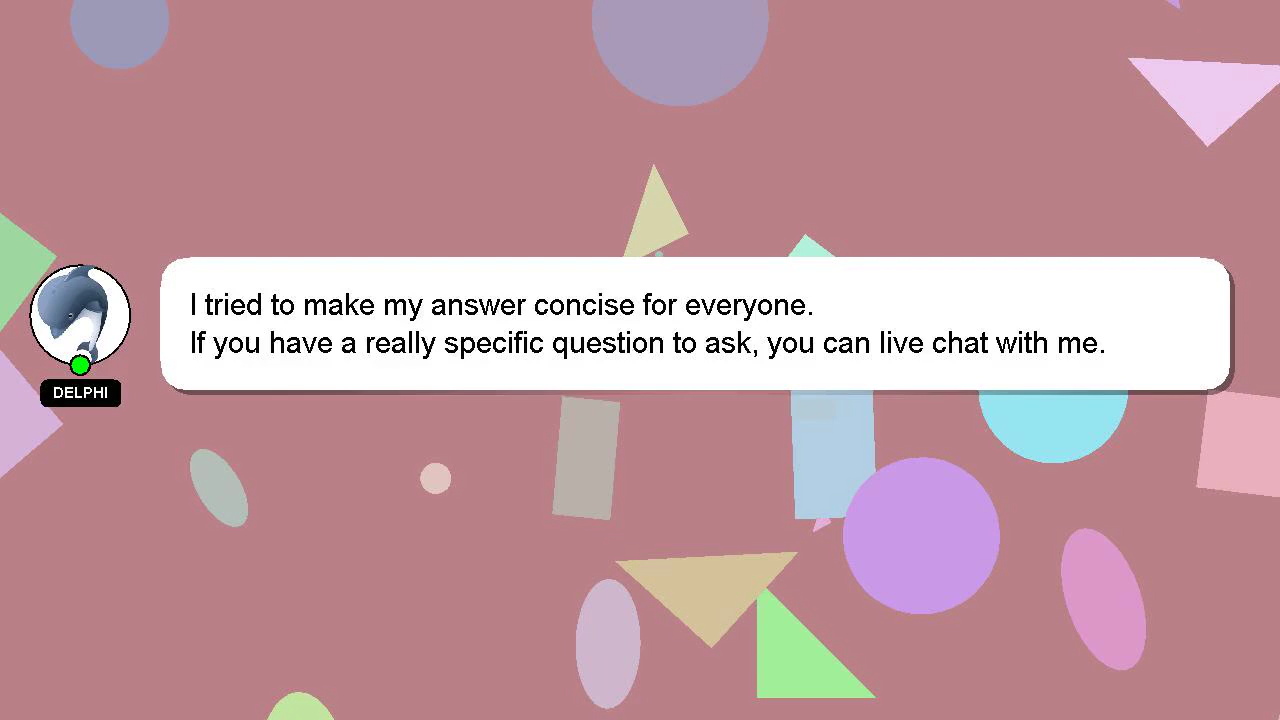 I tried to make my answer concise for everyone.
If you have a really specific question to ask, you can live chat with me.
DELPHI